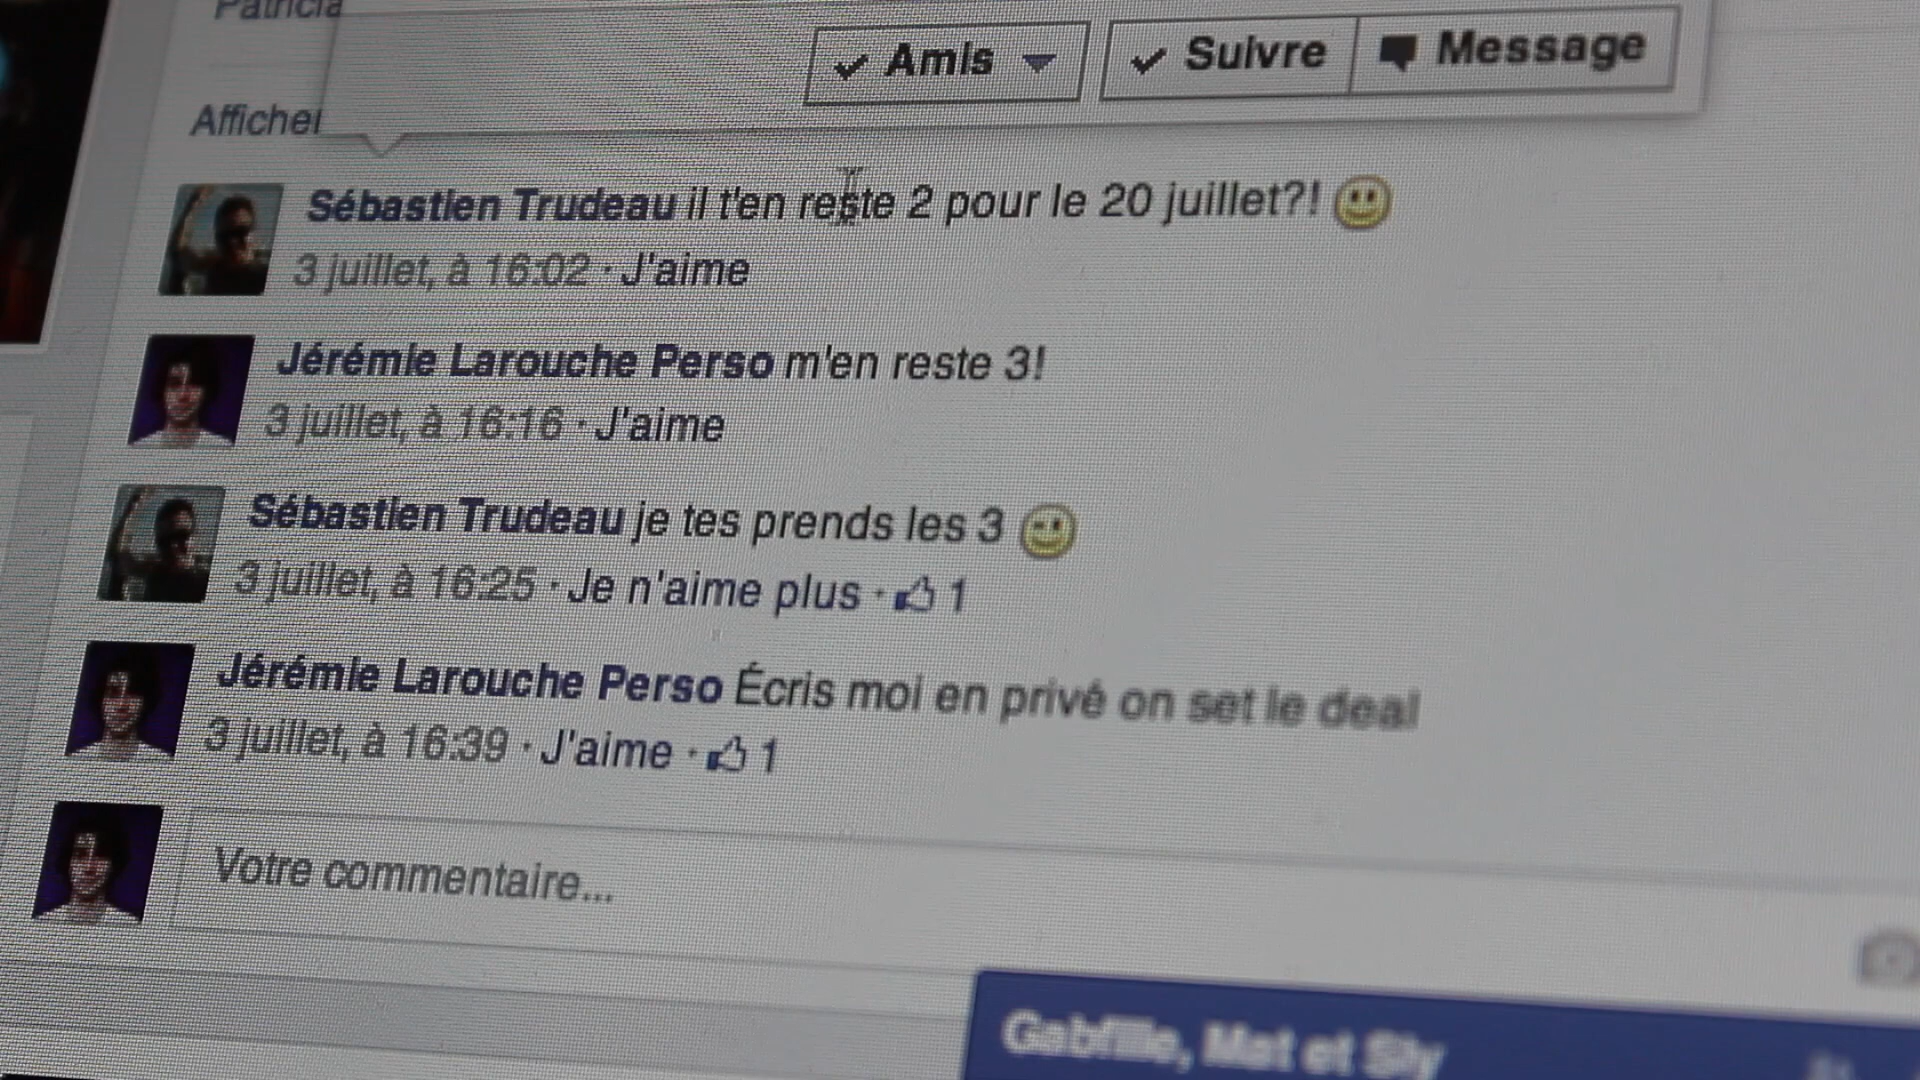 Patricia
Amis Suivre Message
Afficher
Sébastien Trudeau il t'en reste 2 pour le 20 juillet?!
3 juillet, à 16:02 · J'aime
Jérémie Larouche Perso m'en reste 3!
3 juillet, à 16:16 · J'aime
Sébastien Trudeau je tes prends les 3
3 juillet, à 16:25 · Je n'aime plus · 1
Jérémie Larouche Perso Écris moi en privé on set le deal
3 juillet, à 16:39 · J'aime · 1
Votre commentaire...
Mat et Sly